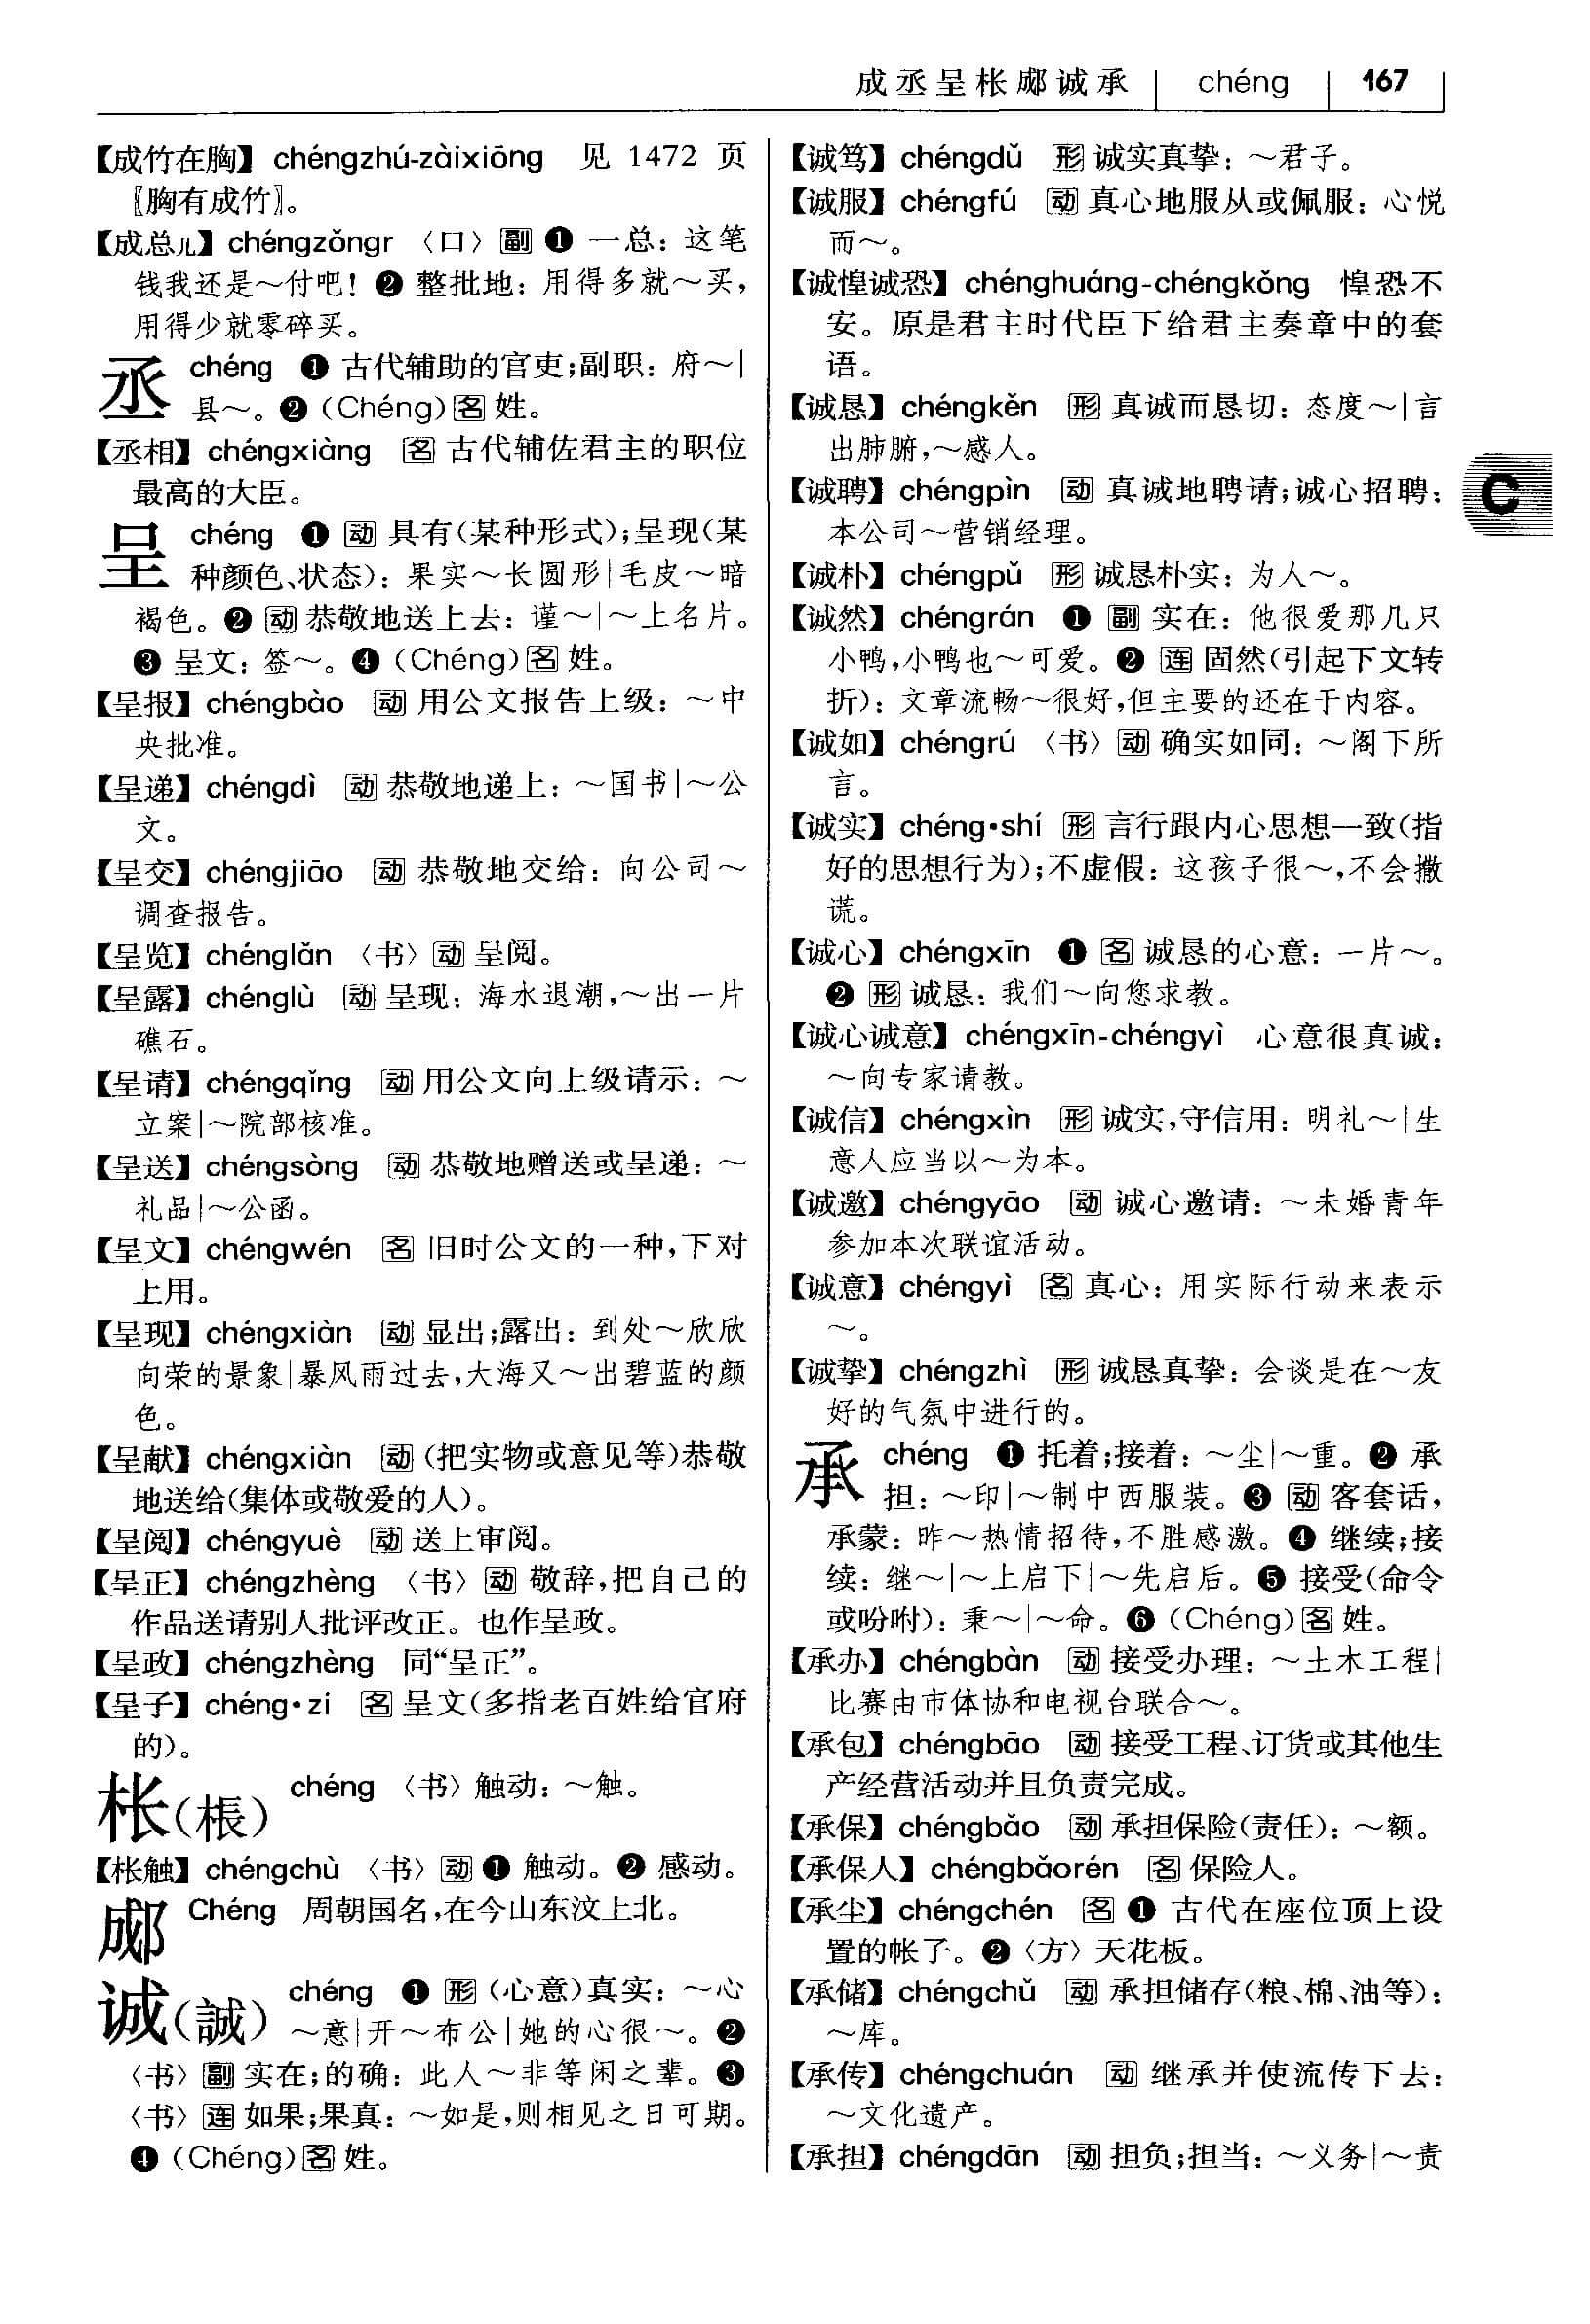 成丞呈枨郕诚承 chéng 167
【成竹在胸】 chéngzhú-zàixiōng 见 1472 页
〖胸有成竹〗。
【成总儿】 chéngzǒngr 〈口〉 副 ❶ 一总：这笔
钱我还是～付吧！❷ 整批地：用得多就～买，
用得少就零碎买。
丞 chéng ❶ 古代辅助的官吏；副职：府～|
县～。❷（Chéng）名 姓。
【丞相】 chéngxiàng 名 古代辅佐君主的职位
最高的大臣。
呈 chéng ❶ 动 具有（某种形式）；呈现（某
种颜色、状态）：果实～长圆形|毛皮～暗
褐色。❷ 动 恭敬地送上去：谨～|～上名片。
❸ 呈文：签～。❹（Chéng）名 姓。
【呈报】 chéngbào 动 用公文报告上级：～中
央批准。
【呈递】 chéngdì 动 恭敬地递上：～国书|～公
文。
【呈交】 chéngjiāo 动 恭敬地交给：向公司～
调查报告。
【呈览】 chénglǎn 〈书〉 动 呈阅。
【呈露】 chénglù 动 呈现：海水退潮，～出一片
礁石。
【呈请】 chéngqǐng 动 用公文向上级请示：～
立案|～院部核准。
【呈送】 chéngsòng 动 恭敬地赠送或呈递：～
礼品|～公函。
【呈文】 chéngwén 名 旧时公文的一种，下对
上用。
【呈现】 chéngxiàn 动 显出；露出：到处～欣欣
向荣的景象|暴风雨过去，大海又～出碧蓝的颜
色。
【呈献】 chéngxiàn 动（把实物或意见等）恭敬
地送给（集体或敬爱的人）。
【呈阅】 chéngyuè 动 送上审阅。
【呈正】 chéngzhèng 〈书〉 动 敬辞，把自己的
作品送请别人批评改正。也作呈政。
【呈政】 chéngzhèng 同“呈正”。
【呈子】 chéng•zi 名 呈文（多指老百姓给官府
的）。
枨（棖） chéng 〈书〉触动：～触。
【枨触】 chéngchù 〈书〉 动 ❶ 触动。❷ 感动。
郕 Chéng 周朝国名，在今山东汶上北。
诚（誠） chéng ❶ 形（心意）真实：～心
～意|开～布公|她的心很～。❷
〈书〉 副 实在；的确：此人～非等闲之辈。❸
〈书〉 连 如果；果真：～如是，则相见之日可期。
❹（Chéng）名 姓。
【诚笃】 chéngdǔ 形 诚实真挚：～君子。
【诚服】 chéngfú 动 真心地服从或佩服：心悦
而～。
【诚惶诚恐】 chénghuáng-chéngkǒng 惶恐不
安。原是君主时代臣下给君主奏章中的套
语。
【诚恳】 chéngkěn 形 真诚而恳切：态度～|言
出肺腑，～感人。
【诚聘】 chéngpìn 动 真诚地聘请；诚心招聘：
本公司～营销经理。
【诚朴】 chéngpǔ 形 诚恳朴实：为人～。
【诚然】 chéngrán ❶ 副 实在：他很爱那几只
小鸭，小鸭也～可爱。❷ 连 固然（引起下文转
折）：文章流畅～很好，但主要的还在于内容。
【诚如】 chéngrú 〈书〉 动 确实如同：～阁下所
言。
【诚实】 chéng•shí 形 言行跟内心思想一致（指
好的思想行为）；不虚假：这孩子很～，不会撒
谎。
【诚心】 chéngxīn ❶ 名 诚恳的心意：一片～。
❷ 形 诚恳：我们～向您求教。
【诚心诚意】 chéngxīn-chéngyì 心意很真诚：
～向专家请教。
【诚信】 chéngxìn 形 诚实，守信用：明礼～|生
意人应当以～为本。
【诚邀】 chéngyāo 动 诚心邀请：～未婚青年
参加本次联谊活动。
【诚意】 chéngyì 名 真心：用实际行动来表示
～。
【诚挚】 chéngzhì 形 诚恳真挚：会谈是在～友
好的气氛中进行的。
承 chéng ❶ 托着；接着：～尘|～重。❷ 承
担：～印|～制中西服装。❸ 动 客套话，
承蒙：昨～热情招待，不胜感激。❹ 继续；接
续：继～|～上启下|～先启后。❺ 接受（命令
或吩咐）：秉～|～命。❻（Chéng）名 姓。
【承办】 chéngbàn 动 接受办理：～土木工程|
比赛由市体协和电视台联合～。
【承包】 chéngbāo 动 接受工程、订货或其他生
产经营活动并且负责完成。
【承保】 chéngbǎo 动 承担保险（责任）：～额。
【承保人】 chéngbǎorén 名 保险人。
【承尘】 chéngchén 名 ❶ 古代在座位顶上设
置的帐子。❷〈方〉天花板。
【承储】 chéngchǔ 动 承担储存（粮、棉、油等）：
～库。
【承传】 chéngchuán 动 继承并使流传下去：
～文化遗产。
【承担】 chéngdān 动 担负；担当：～义务|～责
C